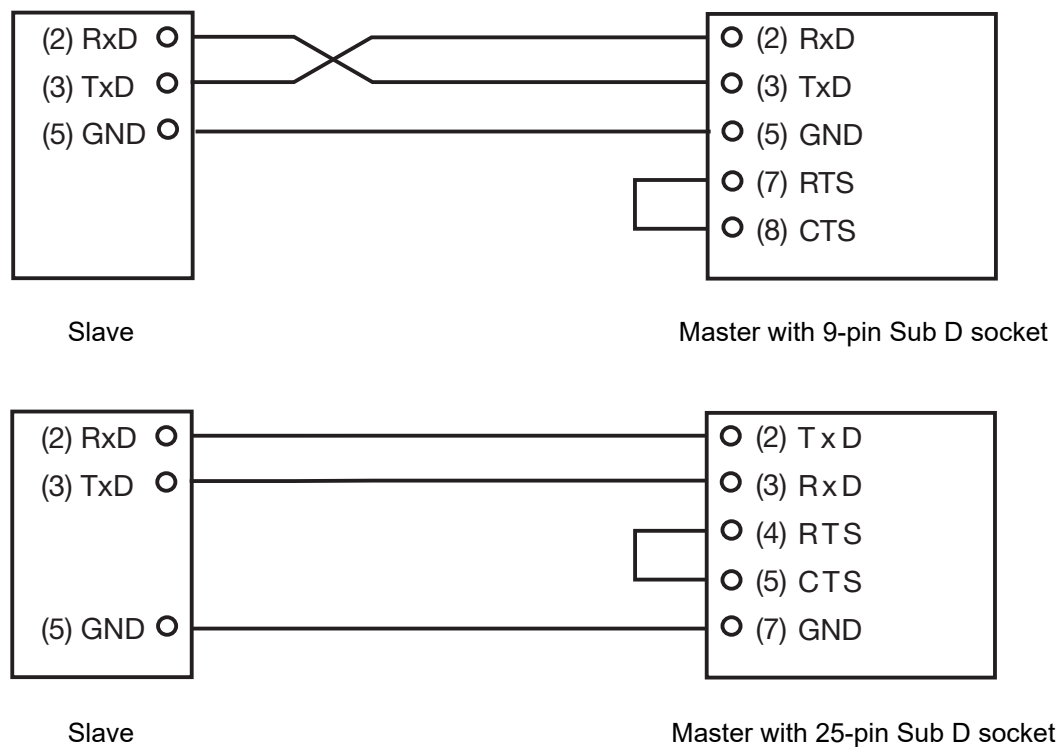 (2) RxD
(3) TxD
(5) GND
(2) RxD
(3) TxD
(5) GND
(7) RTS
(8) CTS
Slave
Master with 9-pin Sub D socket
(2) RxD
(3) TxD
(5) GND
(2) TxD
(3) RxD
(4) RTS
(5) CTS
(7) GND
Slave
Master with 25-pin Sub D socket